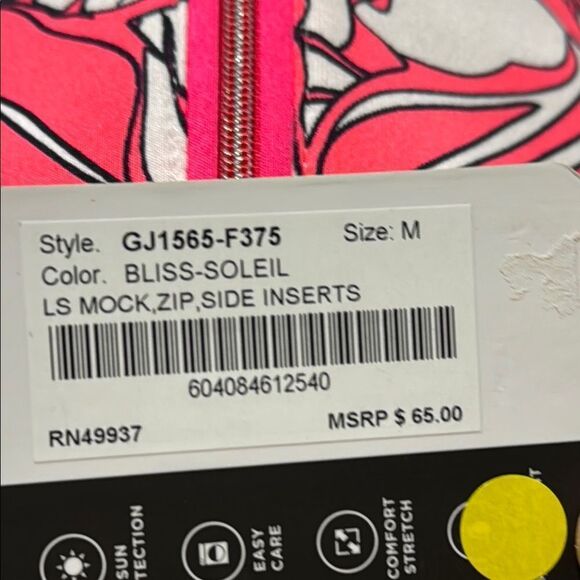 Style. GJ1565-F375 Size: M
Color. BLISS-SOLEIL
LS MOCK,ZIP,SIDE INSERTS
604084612540
RN49937 MSRP $ 65.00
SUN
EASY
CARE
COMFORT
STRETCH